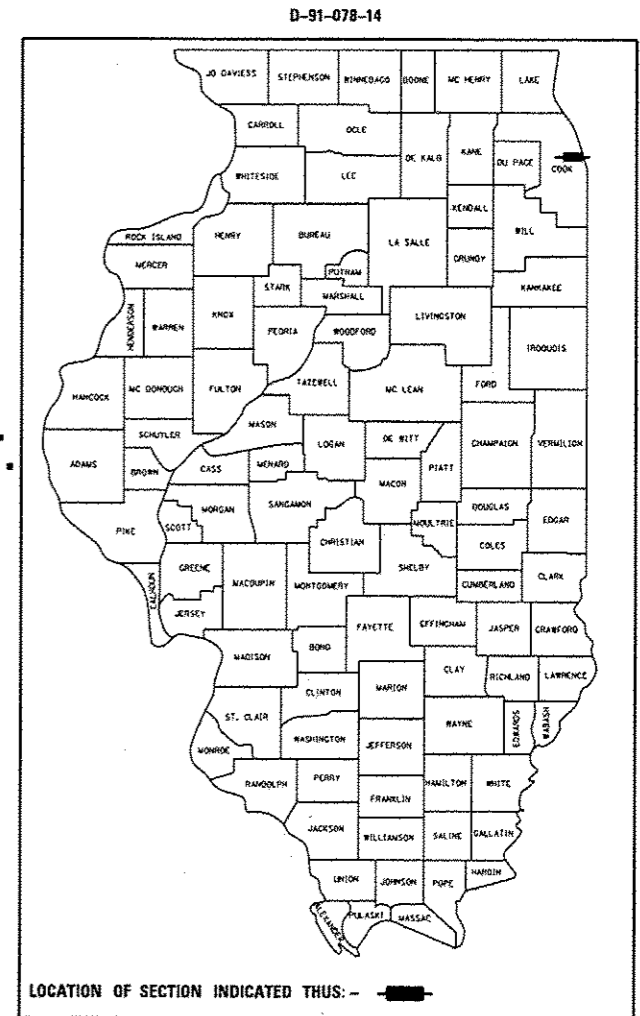 D-91-078-14
JO DAVIESS STEPHENSON WINNEBAGO BOONE MC HENRY LAKE
CARROLL OGLE DE KALB KANE DU PAGE COOK
WHITESIDE LEE
KENDALL WILL
ROCK ISLAND HENRY BUREAU LA SALLE GRUNDY
MERCER PUTNAM KANKAKEE
STARK MARSHALL
HENDERSON WARREN KNOX PEORIA WOODFORD LIVINGSTON IROQUOIS
HANCOCK MC DONOUGH FULTON TAZEWELL MC LEAN FORD
MASON
SCHUYLER LOGAN DE WITT CHAMPAIGN VERMILION
ADAMS BROWN CASS MENARD MACON PIATT
MORGAN SANGAMON DOUGLAS EDGAR
PIKE SCOTT CHRISTIAN MOULTRIE COLES
GREENE MACOUPIN MONTGOMERY SHELBY CUMBERLAND CLARK
CALHOUN JERSEY
FAYETTE EFFINGHAM JASPER CRAWFORD
MADISON BOND
CLAY RICHLAND LAWRENCE
CLINTON MARION
ST. CLAIR WAYNE EDWARDS WABASH
MONROE WASHINGTON JEFFERSON
RANDOLPH PERRY HAMILTON WHITE
FRANKLIN
JACKSON WILLIAMSON SALINE GALLATIN
UNION JOHNSON POPE HARDIN
ALEXANDER PULASKI MASSAC
LOCATION OF SECTION INDICATED THUS: -